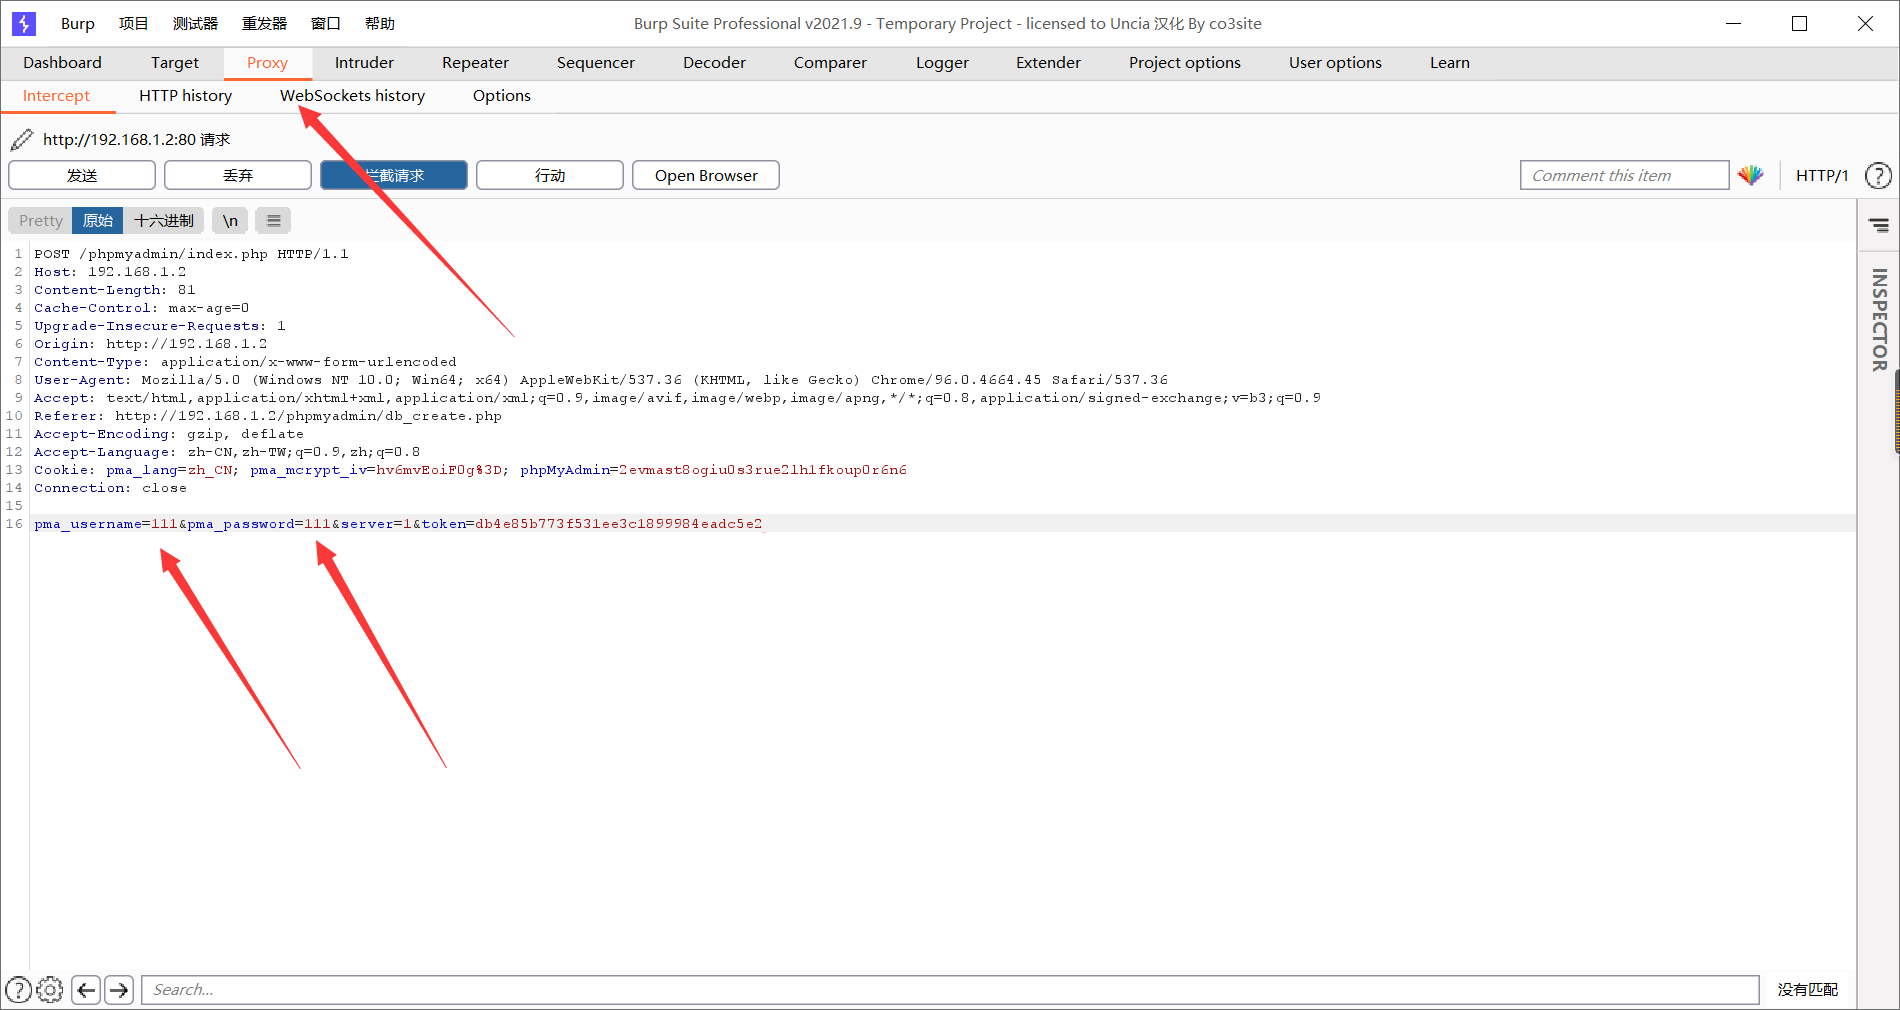 Burp 项目 测试器 重发器 窗口 帮助 Burp Suite Professional v2021.9 - Temporary Project - licensed to Uncia 汉化 By co3site
Dashboard Target Proxy Intruder Repeater Sequencer Decoder Comparer Logger Extender Project options User options Learn
Intercept HTTP history WebSockets history Options
http://192.168.1.2:80 请求
发送 丢弃 拦截请求 行动 Open Browser Comment this item HTTP/1 ?
Pretty 原始 十六进制 \n
1 POST /phpmyadmin/index.php HTTP/1.1
2 Host: 192.168.1.2
3 Content-Length: 81
4 Cache-Control: max-age=0
5 Upgrade-Insecure-Requests: 1
6 Origin: http://192.168.1.2
7 Content-Type: application/x-www-form-urlencoded
8 User-Agent: Mozilla/5.0 (Windows NT 10.0; Win64; x64) AppleWebKit/537.36 (KHTML, like Gecko) Chrome/96.0.4664.45 Safari/537.36
9 Accept: text/html,application/xhtml+xml,application/xml;q=0.9,image/avif,image/webp,image/apng,*/*;q=0.8,application/signed-exchange;v=b3;q=0.9
10 Referer: http://192.168.1.2/phpmyadmin/db_create.php
11 Accept-Encoding: gzip, deflate
12 Accept-Language: zh-CN,zh-TW;q=0.9,zh;q=0.8
13 Cookie: pma_lang=zh_CN; pma_mcrypt_iv=hv6mvEoiF0g%3D; phpMyAdmin=2evmast8ogiu0s3rue2lh1fkoup0r6n6
14 Connection: close
15
16 pma_username=111&pma_password=111&server=1&token=db4e85b773f531ee3c1899984eadc5e2
INSPECTOR
? Search... 没有匹配